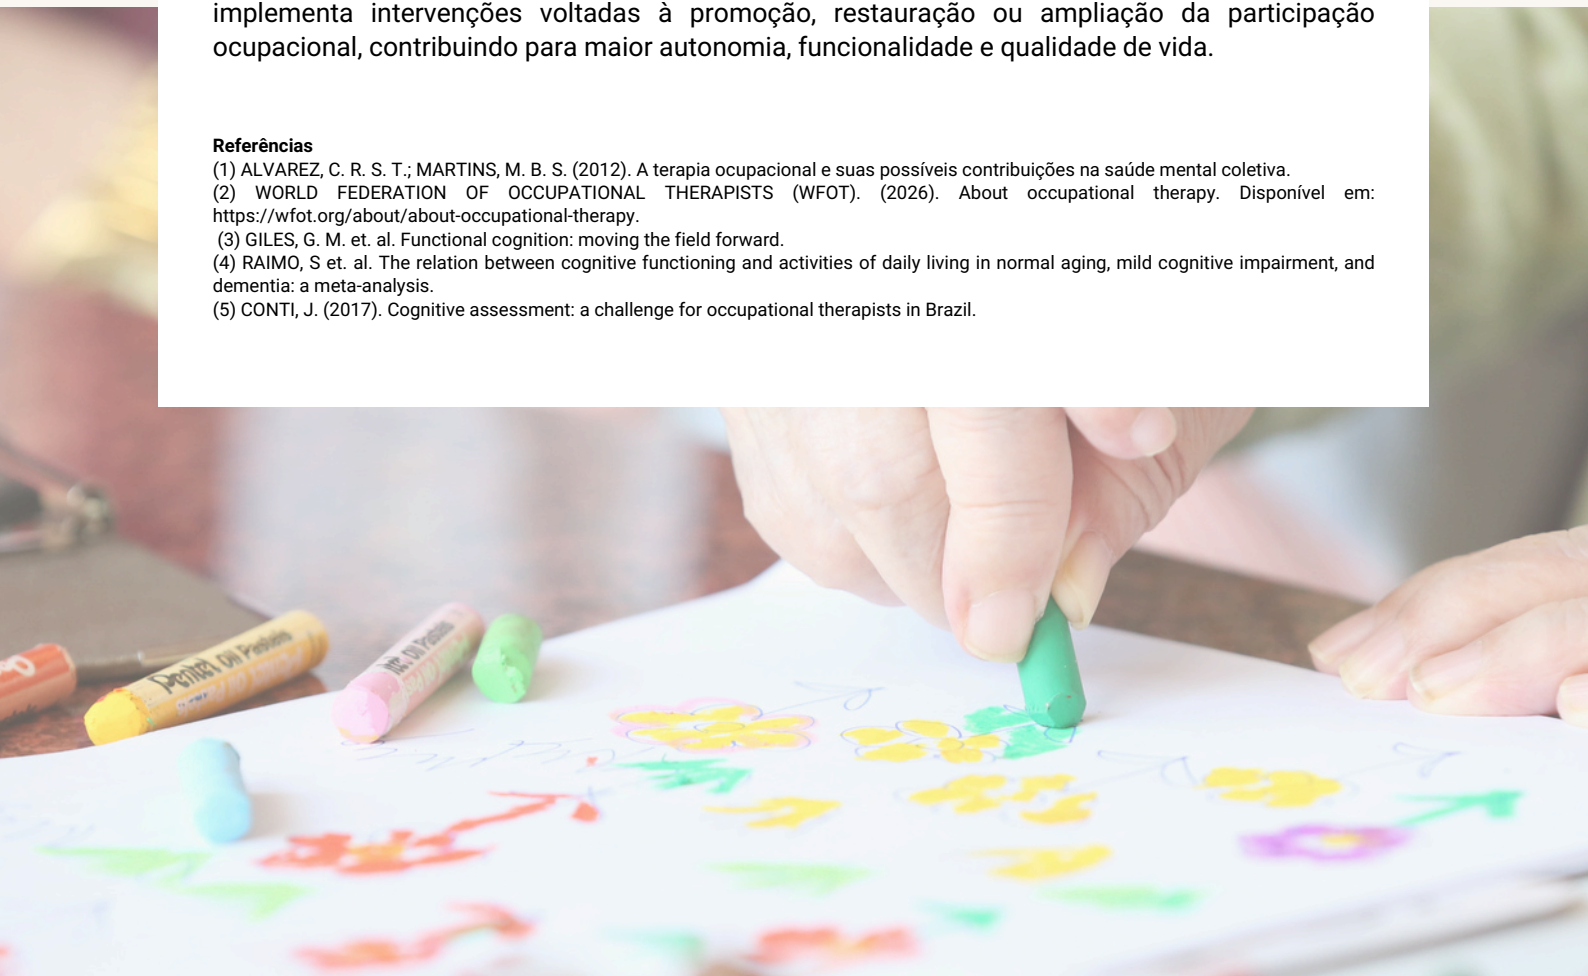 implementa intervenções voltadas à promoção, restauração ou ampliação da participação
ocupacional, contribuindo para maior autonomia, funcionalidade e qualidade de vida.
Referências
(1) ALVAREZ, C. R. S. T.; MARTINS, M. B. S. (2012). A terapia ocupacional e suas possíveis contribuições na saúde mental coletiva.
(2) WORLD FEDERATION OF OCCUPATIONAL THERAPISTS (WFOT). (2026). About occupational therapy. Disponível em:
https://wfot.org/about/about-occupational-therapy.
(3) GILES, G. M. et. al. Functional cognition: moving the field forward.
(4) RAIMO, S et. al. The relation between cognitive functioning and activities of daily living in normal aging, mild cognitive impairment, and
dementia: a meta-analysis.
(5) CONTI, J. (2017). Cognitive assessment: a challenge for occupational therapists in Brazil.
Pentel Oil Pastels
Oil Pastels